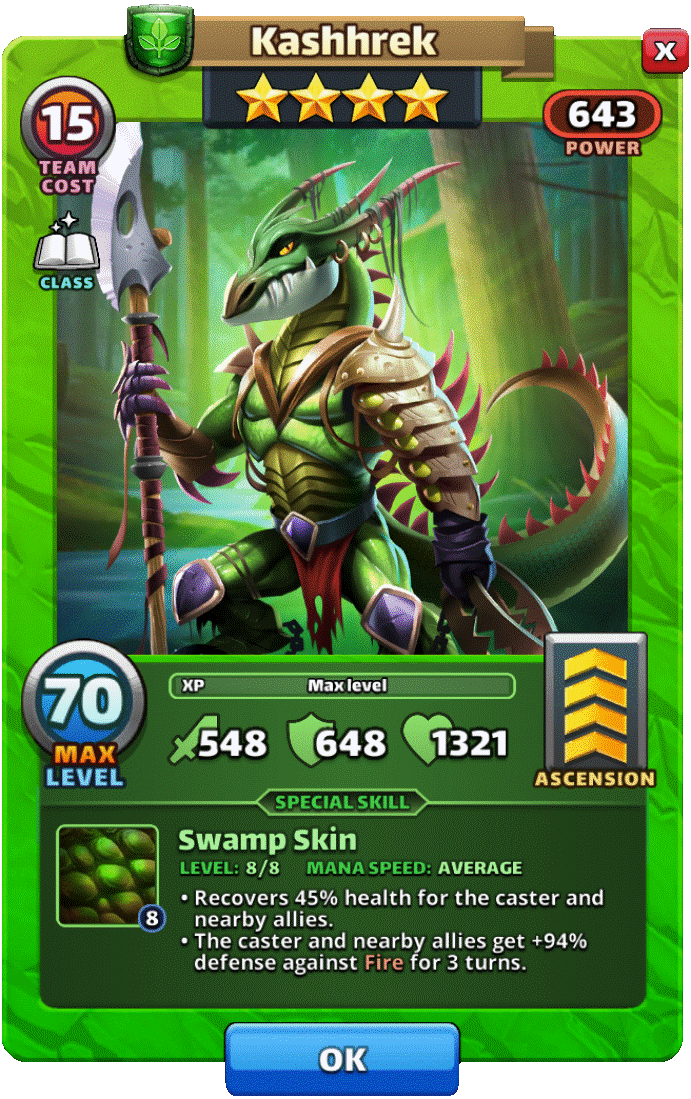 Kashhrek
X
15
TEAM
COST
643
POWER
CLASS
70
MAX
LEVEL
XP Max level
548 648 1321
ASCENSION
SPECIAL SKILL
Swamp Skin
LEVEL: 8/8 MANA SPEED: AVERAGE
8
• Recovers 45% health for the caster and
nearby allies.
• The caster and nearby allies get +94%
defense against Fire for 3 turns.
OK